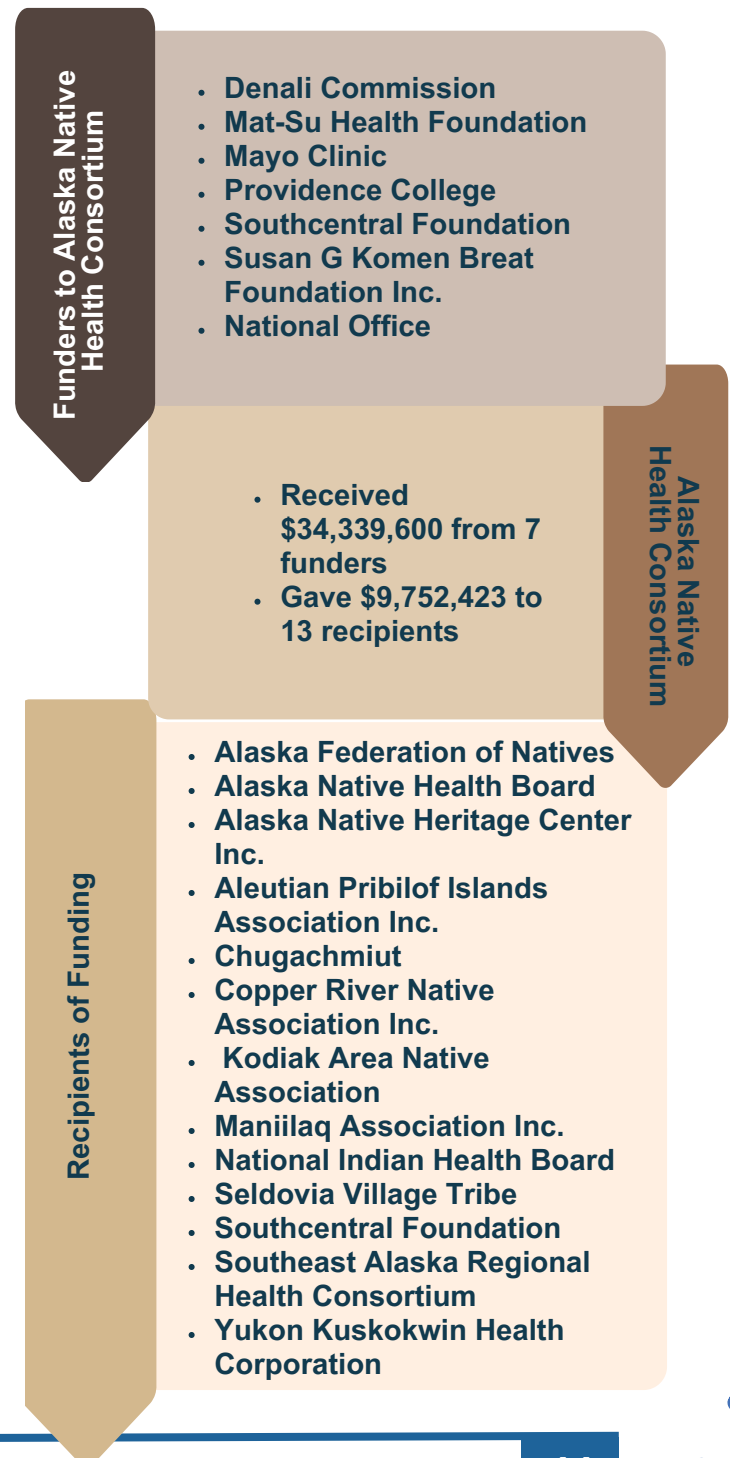 Funders to Alaska Native
Health Consortium
• Denali Commission
• Mat-Su Health Foundation
• Mayo Clinic
• Providence College
• Southcentral Foundation
• Susan G Komen Breat
Foundation Inc.
• National Office
Alaska Native
Health Consortium
• Received
$34,339,600 from 7
funders
• Gave $9,752,423 to
13 recipients
Recipients of Funding
• Alaska Federation of Natives
• Alaska Native Health Board
• Alaska Native Heritage Center
Inc.
• Aleutian Pribilof Islands
Association Inc.
• Chugachmiut
• Copper River Native
Association Inc.
• Kodiak Area Native
Association
• Maniilaq Association Inc.
• National Indian Health Board
• Seldovia Village Tribe
• Southcentral Foundation
• Southeast Alaska Regional
Health Consortium
• Yukon Kuskokwin Health
Corporation